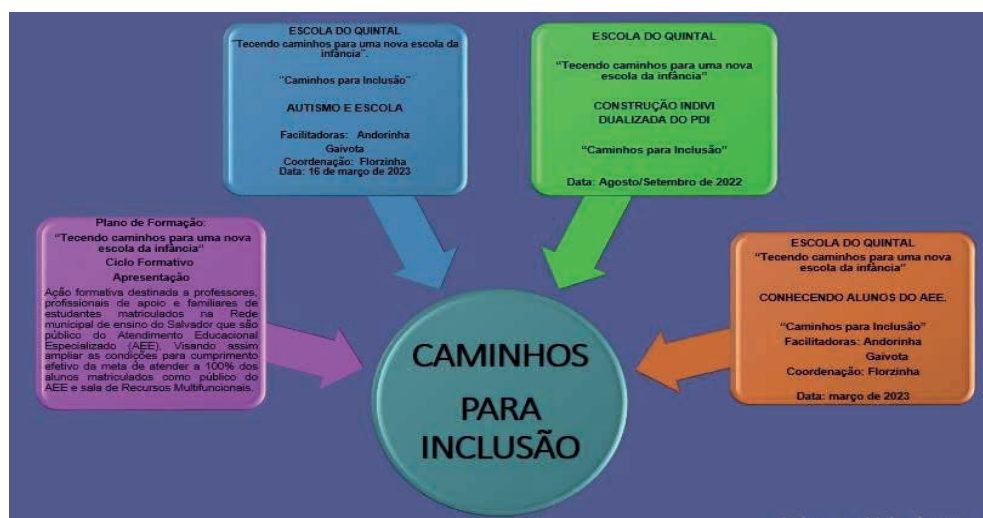 ESCOLA DO QUINTAL
"Tecendo caminhos para uma nova escola da
infância".
"Caminhos para Inclusão"
AUTISMO E ESCOLA
Facilitadoras: Andorinha
Gaivota
Coordenação: Florzinha
Data: 16 de março de 2023
ESCOLA DO QUINTAL
"Tecendo caminhos para uma nova
escola da infância"
CONSTRUÇÃO INDIVI
DUALIZADA DO PDI
"Caminhos para Inclusão"
Data: Agosto/Setembro de 2022
Plano de Formação:
"Tecendo caminhos para uma nova
escola da infância"
Ciclo Formativo
Apresentação
Ação formativa destinada a professores,
profissionais de apoio e familiares de
estudantes matriculados na Rede
municipal de ensino do Salvador que são
público do Atendimento Educacional
Especializado (AEE), Visando assim
ampliar as condições para cumprimento
efetivo da meta de atender a 100% dos
alunos matriculados como público do
AEE e sala de Recursos Multifuncionais.
ESCOLA DO QUINTAL
"Tecendo caminhos para uma nova
escola da infância"
CONHECENDO ALUNOS DO AEE.
"Caminhos para Inclusão"
Facilitadoras: Andorinha
Gaivota
Coordenação: Florzinha
Data: março de 2023
CAMINHOS
PARA
INCLUSÃO